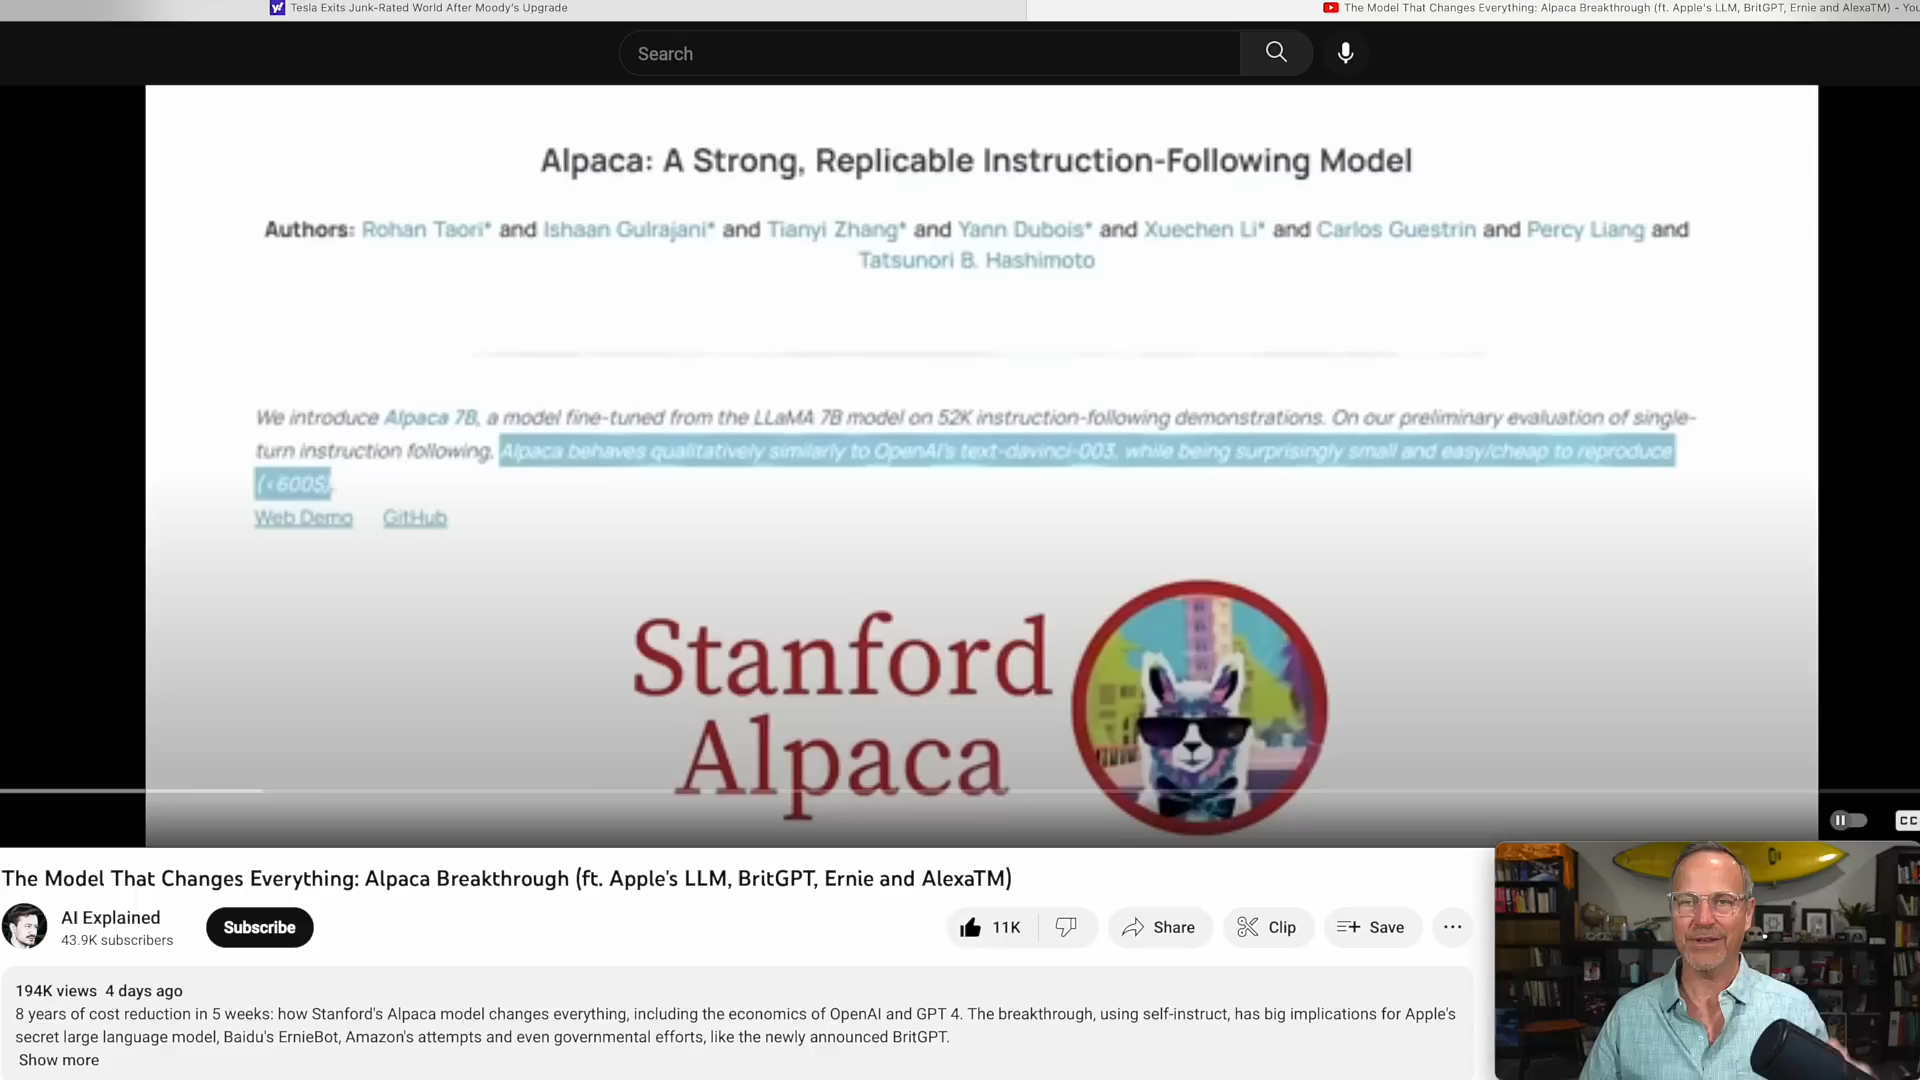 Tesla Exits Junk-Rated World After Moody's Upgrade
The Model That Changes Everything: Alpaca Breakthrough (ft. Apple's LLM, BritGPT, Ernie and AlexaTM) - You
Search
Alpaca: A Strong, Replicable Instruction-Following Model
Authors: Rohan Taori* and Ishaan Gulrajani* and Tianyi Zhang* and Yann Dubois* and Xuechen Li* and Carlos Guestrin and Percy Liang and
Tatsunori B. Hashimoto
We introduce Alpaca 7B, a model fine-tuned from the LLaMA 7B model on 52K instruction-following demonstrations. On our preliminary evaluation of single-
turn instruction following, Alpaca behaves qualitatively similarly to OpenAI's text-davinci-003, while being surprisingly small and easy/cheap to reproduce
(<600$).
Web Demo GitHub
Stanford
Alpaca
CC
The Model That Changes Everything: Alpaca Breakthrough (ft. Apple's LLM, BritGPT, Ernie and AlexaTM)
AI Explained
43.9K subscribers
Subscribe
11K
Share
Clip
Save
194K views 4 days ago
8 years of cost reduction in 5 weeks: how Stanford's Alpaca model changes everything, including the economics of OpenAI and GPT 4. The breakthrough, using self-instruct, has big implications for Apple's
secret large language model, Baidu's ErnieBot, Amazon's attempts and even governmental efforts, like the newly announced BritGPT.
Show more